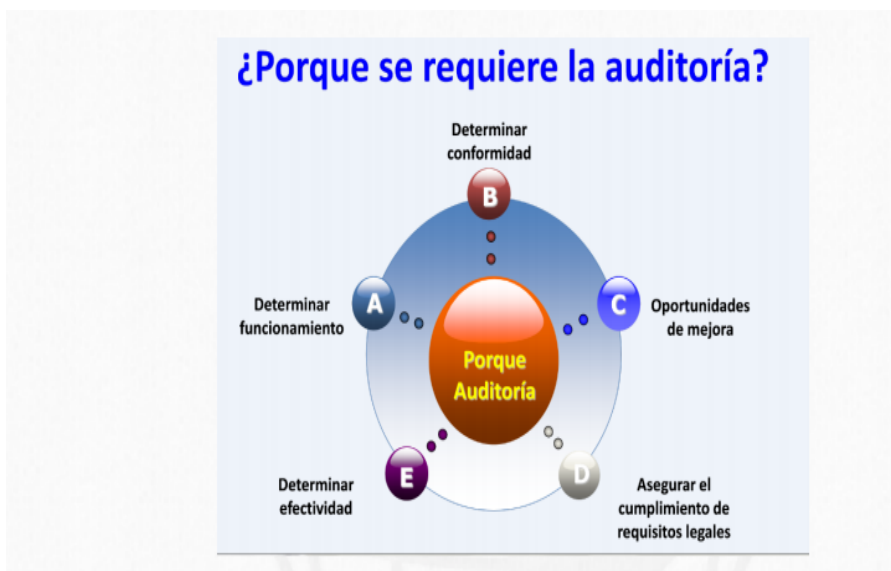 ¿Porque se requiere la auditoría?
Determinar
conformidad
B
A
Determinar
funcionamiento
C
Oportunidades
de mejora
Porque
Auditoría
E
Determinar
efectividad
D
Asegurar el
cumplimiento de
requisitos legales